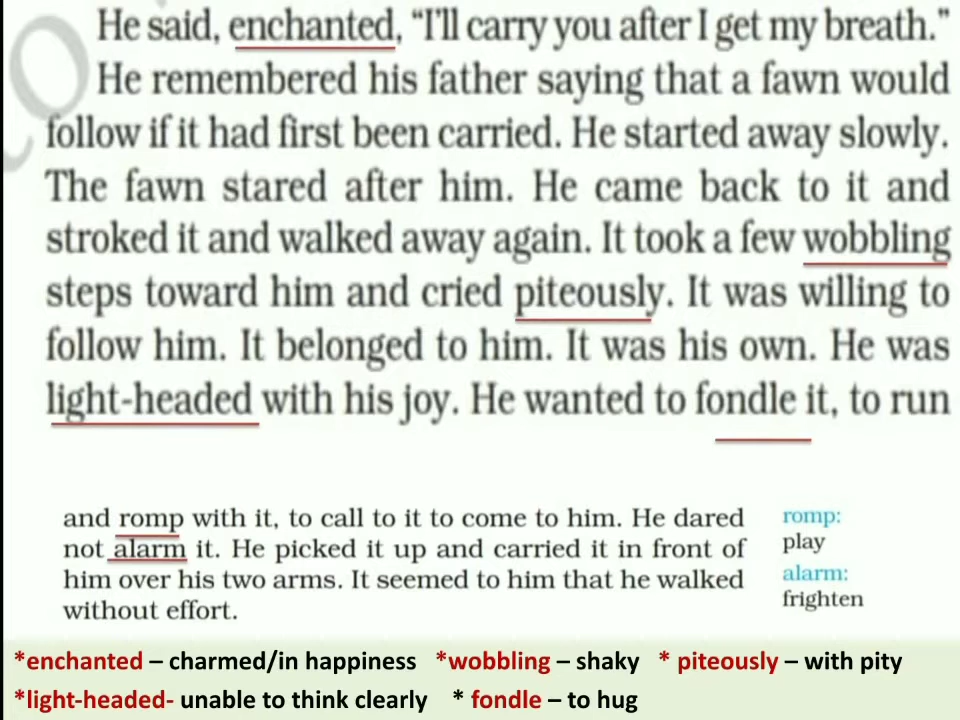 He said, enchanted, “I'll carry you after I get my breath.”
He remembered his father saying that a fawn would
follow if it had first been carried. He started away slowly.
The fawn stared after him. He came back to it and
stroked it and walked away again. It took a few wobbling
steps toward him and cried piteously. It was willing to
follow him. It belonged to him. It was his own. He was
light-headed with his joy. He wanted to fondle it, to run
and romp with it, to call to it to come to him. He dared
not alarm it. He picked it up and carried it in front of
him over his two arms. It seemed to him that he walked
without effort.
romp:
play
alarm:
frighten
*enchanted – charmed/in happiness *wobbling – shaky * piteously – with pity
*light-headed- unable to think clearly * fondle – to hug